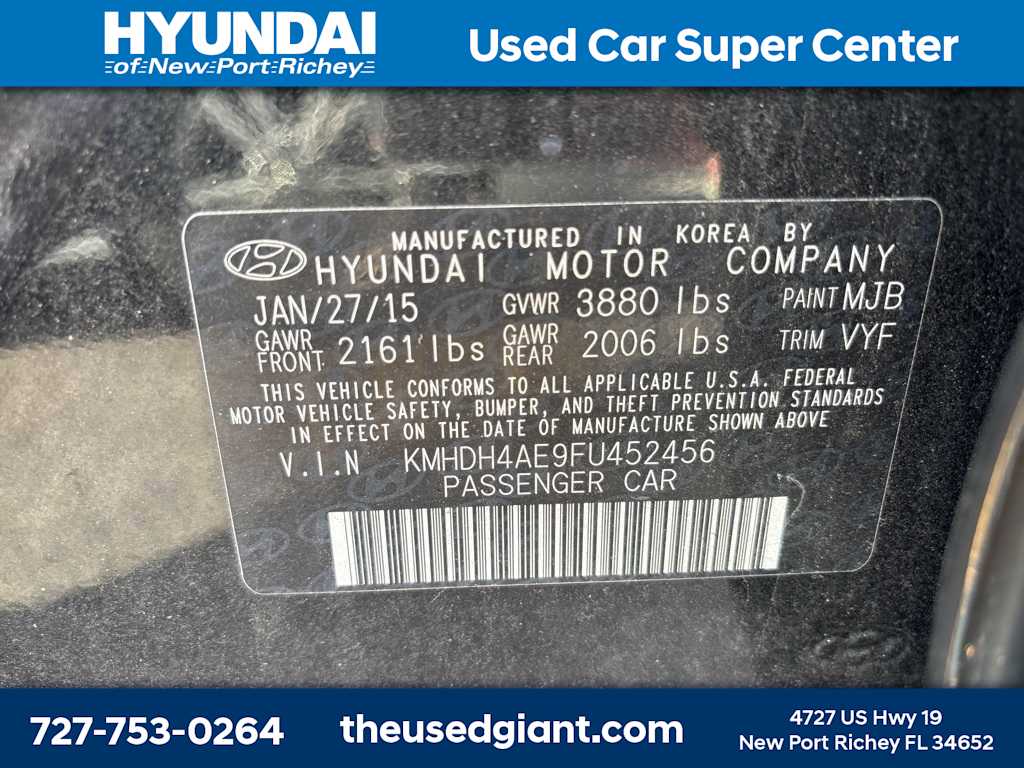 HYUNDAI
of New Port Richey
Used Car Super Center
MANUFACTURED IN KOREA BY
HYUNDAI MOTOR COMPANY
JAN/27/15 GVWR 3880 lbs PAINT MJB
GAWR FRONT 2161 lbs GAWR REAR 2006 lbs TRIM VYF
THIS VEHICLE CONFORMS TO ALL APPLICABLE U.S.A. FEDERAL
MOTOR VEHICLE SAFETY, BUMPER, AND THEFT PREVENTION STANDARDS
IN EFFECT ON THE DATE OF MANUFACTURE SHOWN ABOVE
V.I.N KMHDH4AE9FU452456
PASSENGER CAR
727-753-0264
theusedgiant.com
4727 US Hwy 19
New Port Richey FL 34652